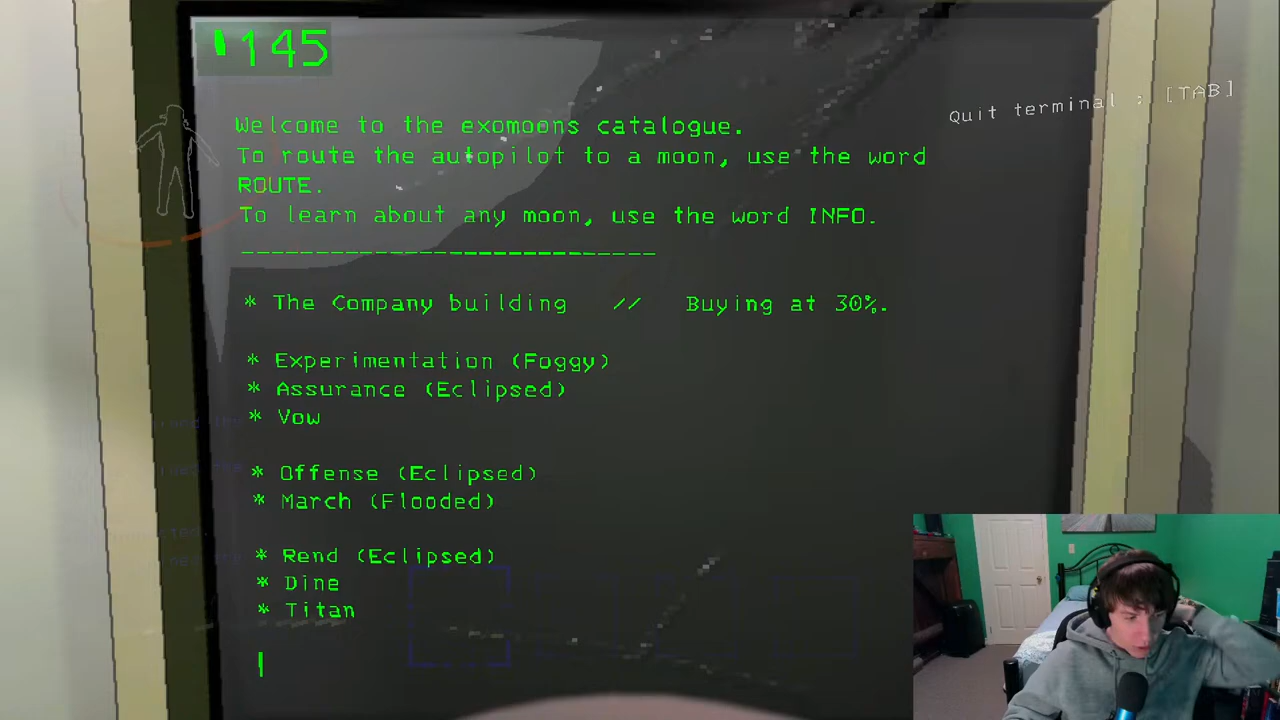 145
Quit terminal : [TAB]
Welcome to the exomoons catalogue.
To route the autopilot to a moon, use the word
ROUTE.
To learn about any moon, use the word INFO.
----------------------------
* The Company building // Buying at 30%.
* Experimentation (Foggy)
* Assurance (Eclipsed)
* Vow
* Offense (Eclipsed)
* March (Flooded)
* Rend (Eclipsed)
* Dine
* Titan